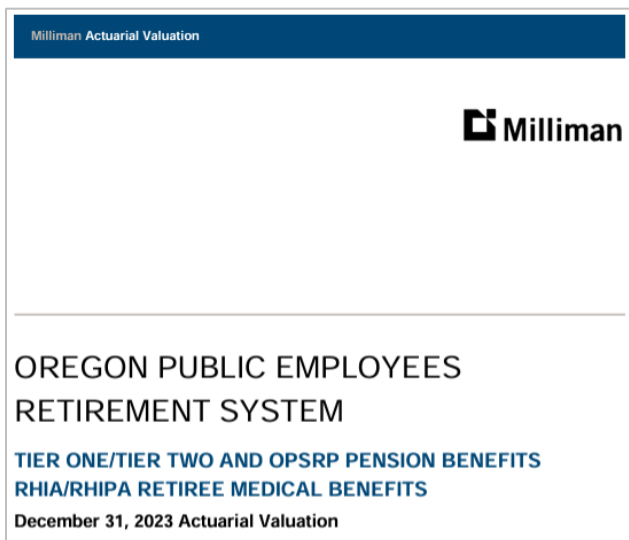 Milliman Actuarial Valuation
Milliman
OREGON PUBLIC EMPLOYEES
RETIREMENT SYSTEM
TIER ONE/TIER TWO AND OPSRP PENSION BENEFITS
RHIA/RHIPA RETIREE MEDICAL BENEFITS
December 31, 2023 Actuarial Valuation